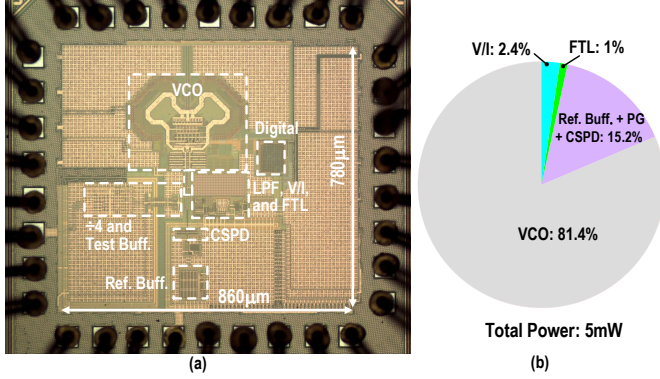 VCO
Digital
LPF, V/I,
and FTL
÷4 and
Test Buff.
CSPD
Ref. Buff.
780μm
860μm
(a)
V/I: 2.4%
FTL: 1%
Ref. Buff. + PG
+ CSPD: 15.2%
VCO: 81.4%
Total Power: 5mW
(b)